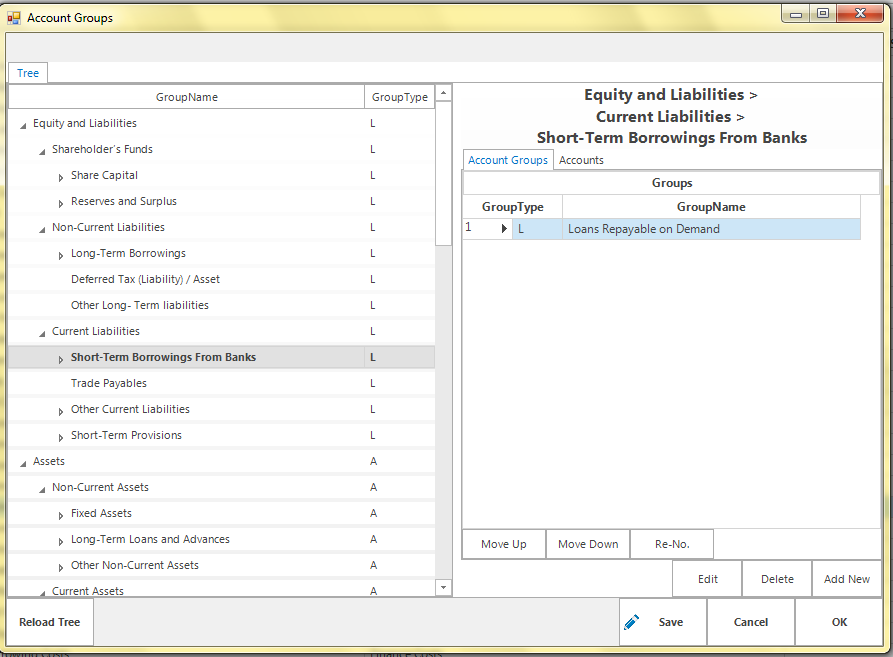 Account Groups
Tree
GroupName GroupType
Equity and Liabilities L
Shareholder's Funds L
Share Capital L
Reserves and Surplus L
Non-Current Liabilities L
Long-Term Borrowings L
Deferred Tax (Liability) / Asset L
Other Long- Term liabilities L
Current Liabilities L
Short-Term Borrowings From Banks L
Trade Payables L
Other Current Liabilities L
Short-Term Provisions L
Assets A
Non-Current Assets A
Fixed Assets A
Long-Term Loans and Advances A
Other Non-Current Assets A
Current Assets A
Equity and Liabilities >
Current Liabilities >
Short-Term Borrowings From Banks
Account Groups Accounts
Groups
GroupType GroupName
1 L Loans Repayable on Demand
Move Up Move Down Re-No.
Edit Delete Add New
Reload Tree Save Cancel OK